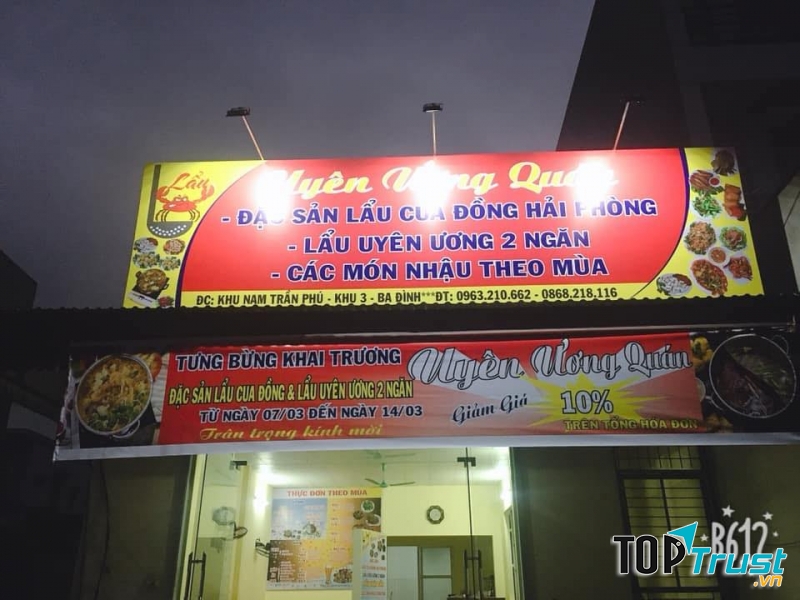 Lẩu
Uyên Ương Quán
- ĐẶC SẢN LẨU CUA ĐỒNG HẢI PHÒNG
- LẨU UYÊN ƯƠNG 2 NGĂN
- CÁC MÓN NHẬU THEO MÙA
ĐC: KHU NAM TRẦN PHÚ - KHU 3 - BA ĐÌNH***ĐT: 0963.210.662 - 0868.218.116
TƯNG BỪNG KHAI TRƯƠNG
ĐẶC SẢN LẨU CUA ĐỒNG & LẨU UYÊN ƯƠNG 2 NGĂN
TỪ NGÀY 07/03 ĐẾN NGÀY 14/03
Trân trọng kính mời
Uyên Ương Quán
Giảm Giá
10%
TRÊN TỔNG HÓA ĐƠN
THỰC ĐƠN THEO MÙA
B612
TOPTrust.vn